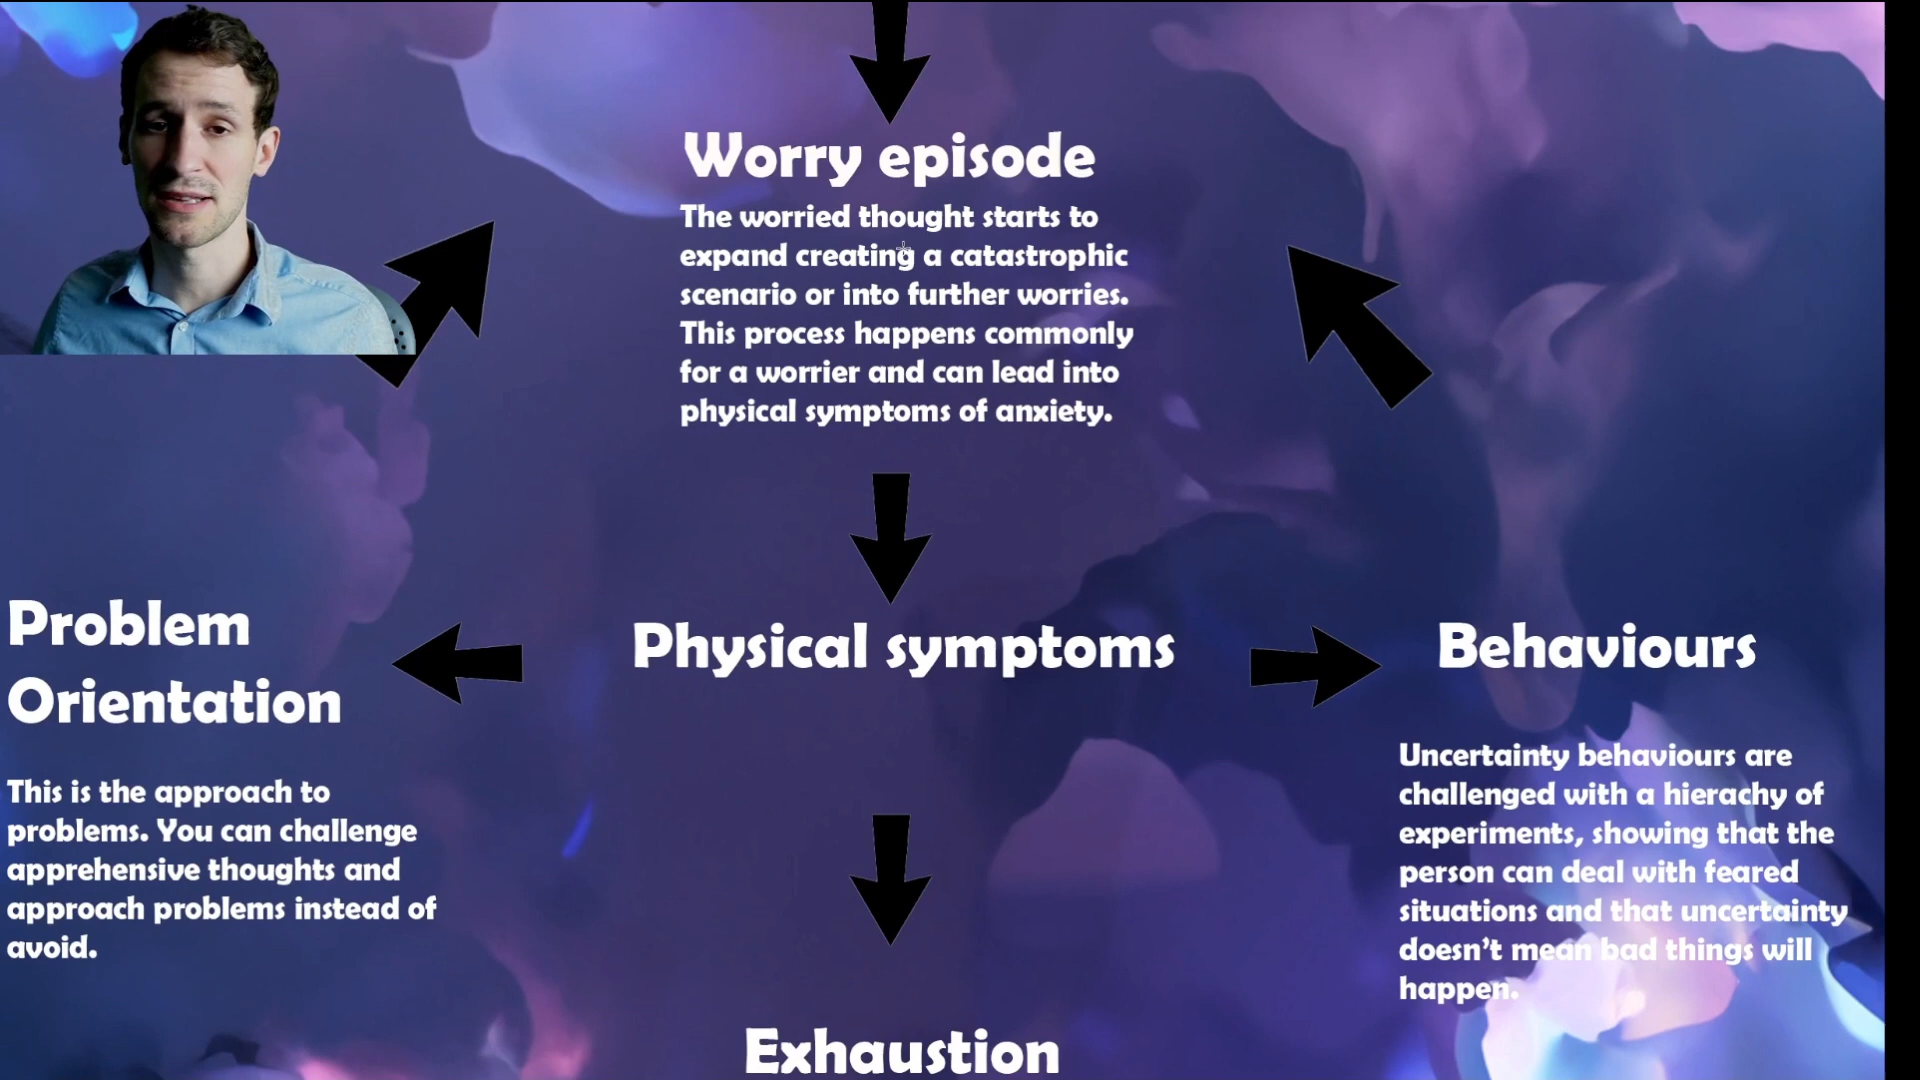 Worry episode
The worried thought starts to
expand creating a catastrophic
scenario or into further worries.
This process happens commonly
for a worrier and can lead into
physical symptoms of anxiety.
Problem
Orientation
This is the approach to
problems. You can challenge
apprehensive thoughts and
approach problems instead of
avoid.
Physical symptoms
Behaviours
Uncertainty behaviours are
challenged with a hierachy of
experiments, showing that the
person can deal with feared
situations and that uncertainty
doesn't mean bad things will
happen.
Exhaustion